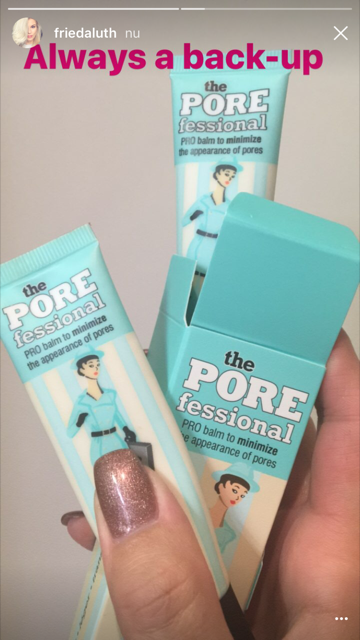 friedaluth nu
Always a back-up
the
PORE
fessional
PRO balm to minimize
the appearance of pores
the
PORE
fessional
PRO balm to minimize
the appearance of pores
the
PORE
fessional
PRO balm to minimize
the appearance of pores